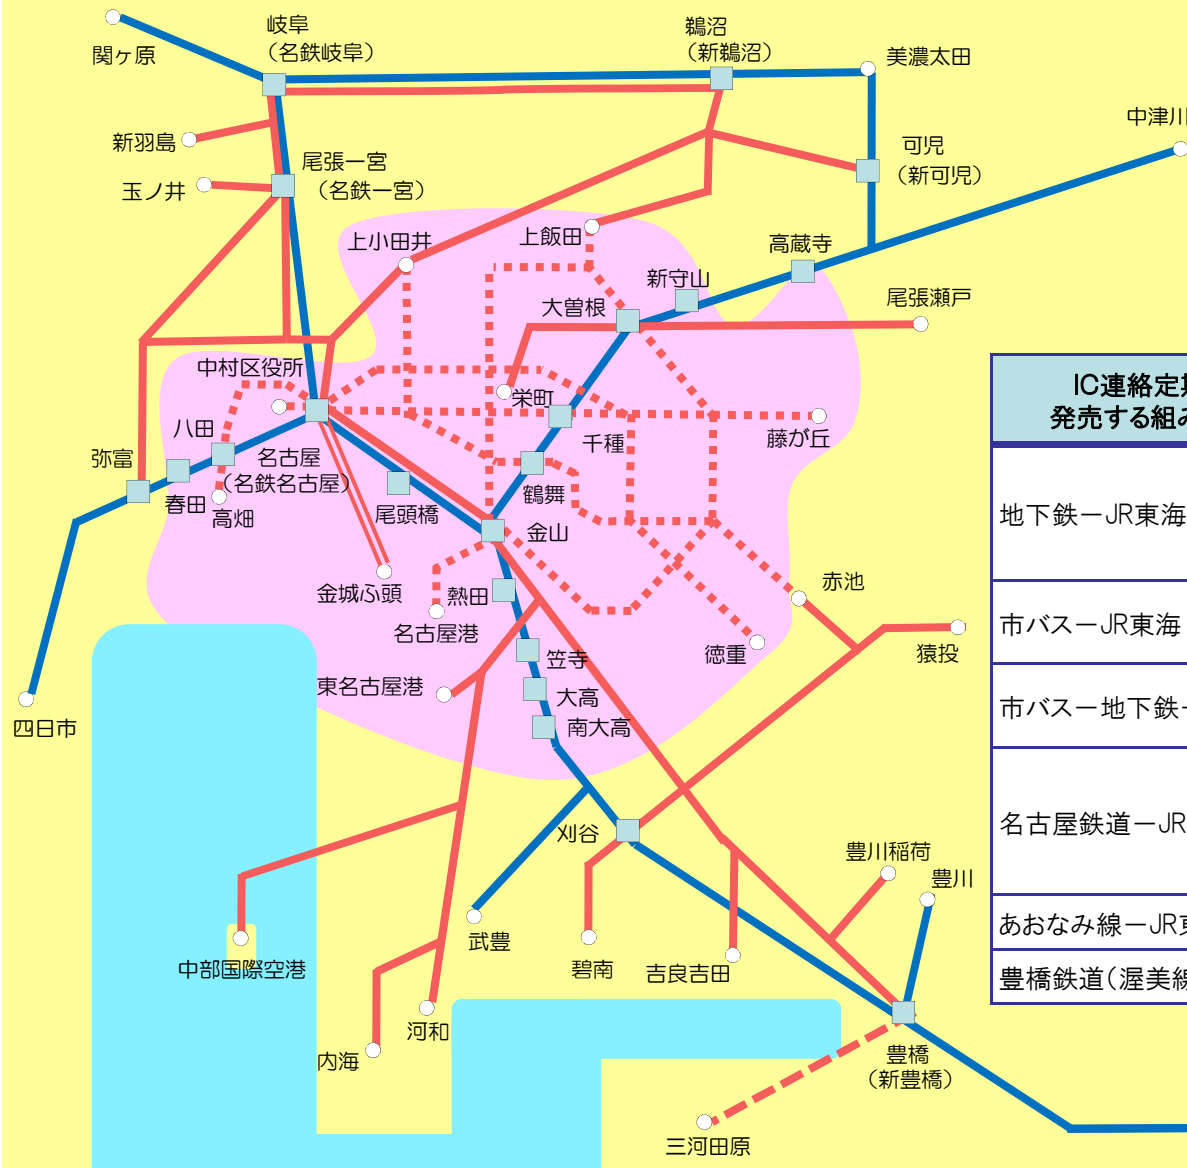 岐阜
（名鉄岐阜）
関ヶ原
鵜沼
（新鵜沼）
美濃太田
中津川
新羽島
尾張一宮
（名鉄一宮）
玉ノ井
可児
（新可児）
上小田井
上飯田
高蔵寺
新守山
大曽根
尾張瀬戸
中村区役所
栄町
八田
千種
藤が丘
弥富
名古屋
（名鉄名古屋）
春田
高畑
尾頭橋
鶴舞
金山
金城ふ頭
熱田
名古屋港
赤池
徳重
猿投
笠寺
東名古屋港
大高
南大高
四日市
刈谷
豊川稲荷
豊川
武豊
碧南
吉良吉田
中部国際空港
河和
内海
豊橋
（新豊橋）
三河田原
IC連絡定期
発売する組み
地下鉄－JR東海
市バス－JR東海
市バス－地下鉄－
名古屋鉄道－JR
あおなみ線－JR東
豊橋鉄道（渥美線